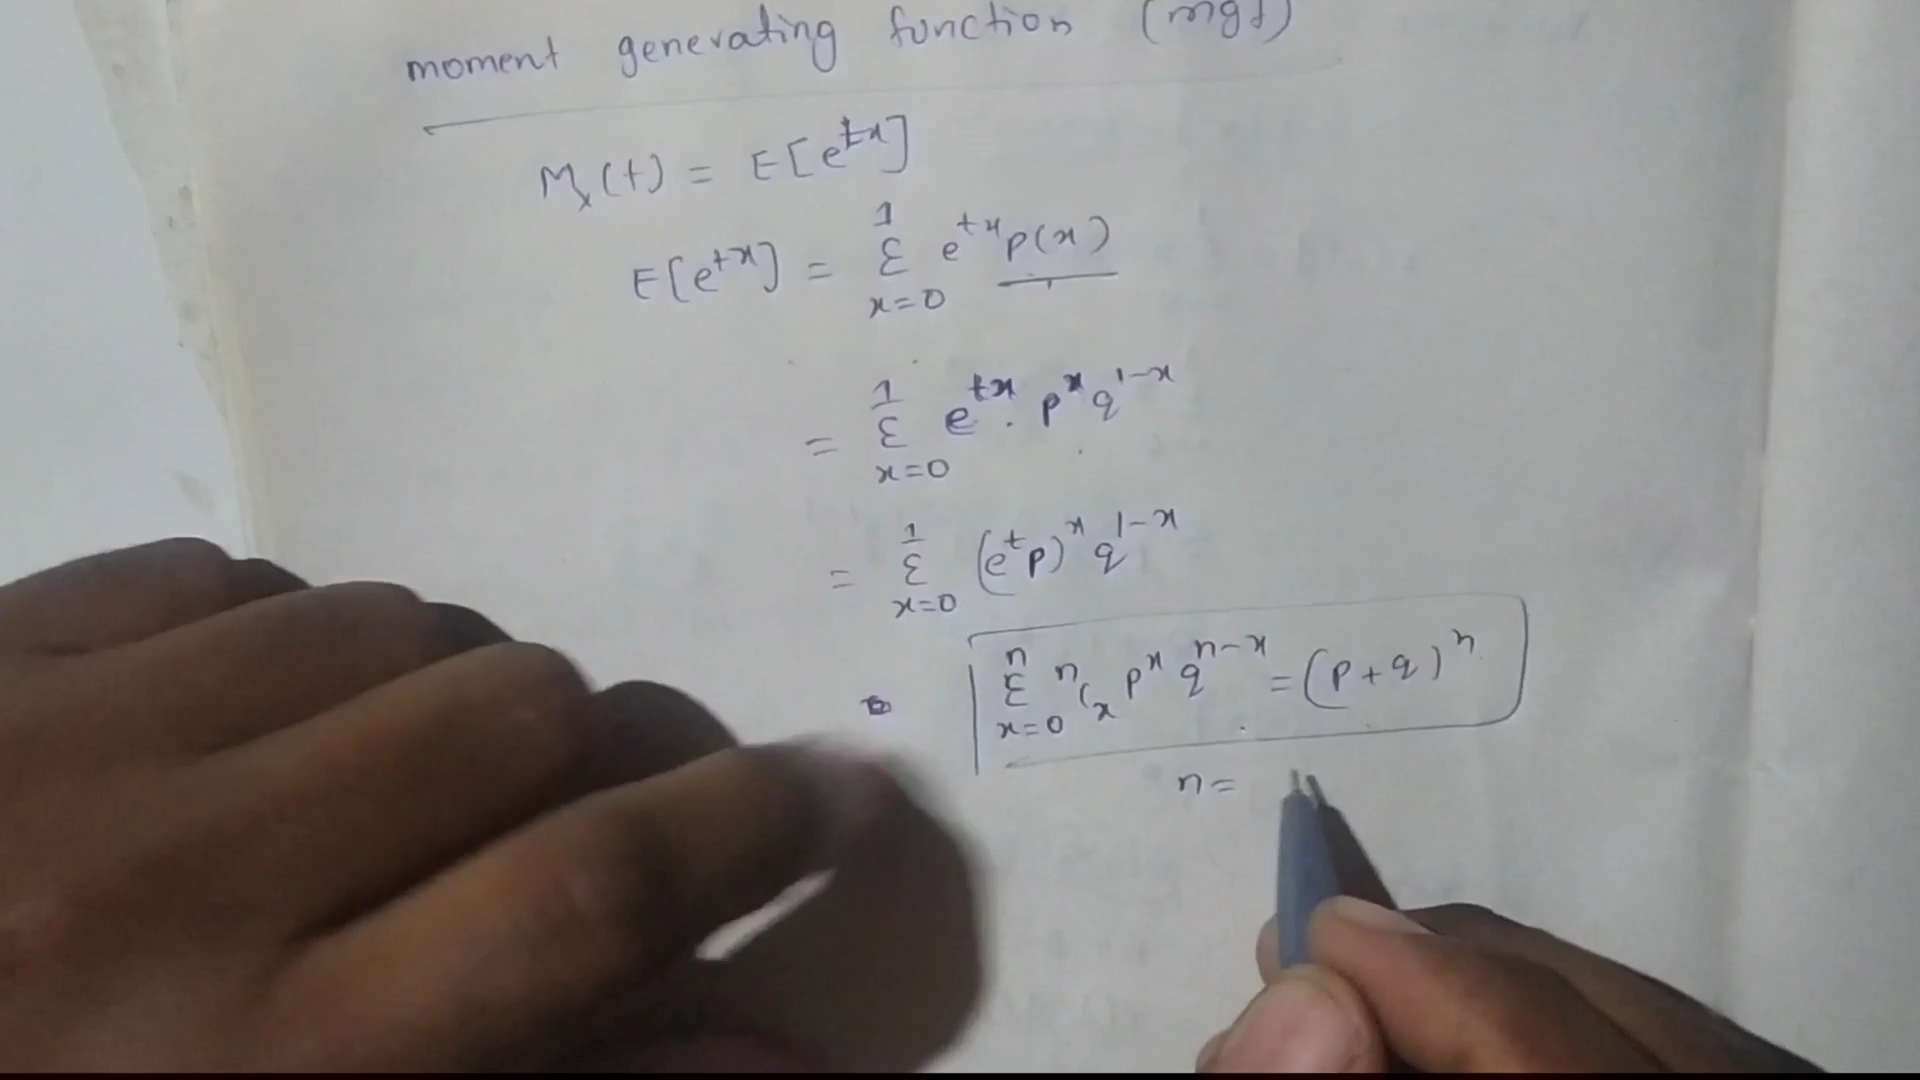 moment generating function (mgf)
Mₓ(t) = E[e^{tx}]
E[e^{tx}] = Σ_{x=0}^{1} e^{tx} p(x)
= Σ_{x=0}^{1} e^{tx} . p^x q^{1-x}
= Σ_{x=0}^{1} (e^t p)^x q^{1-x}
Σ_{x=0}^{n} nCₓ p^x q^{n-x} = (p+q)^n
n =